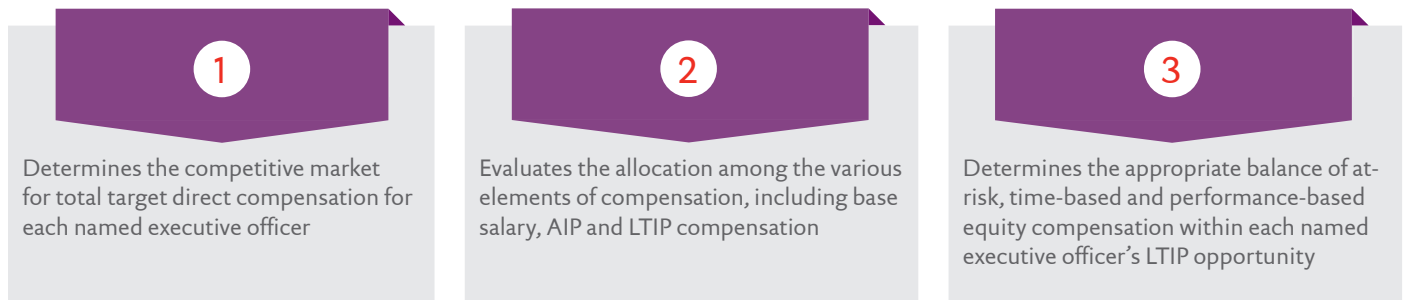 1
Determines the competitive market
for total target direct compensation for
each named executive officer
2
Evaluates the allocation among the various
elements of compensation, including base
salary, AIP and LTIP compensation
3
Determines the appropriate balance of at-
risk, time-based and performance-based
equity compensation within each named
executive officer’s LTIP opportunity